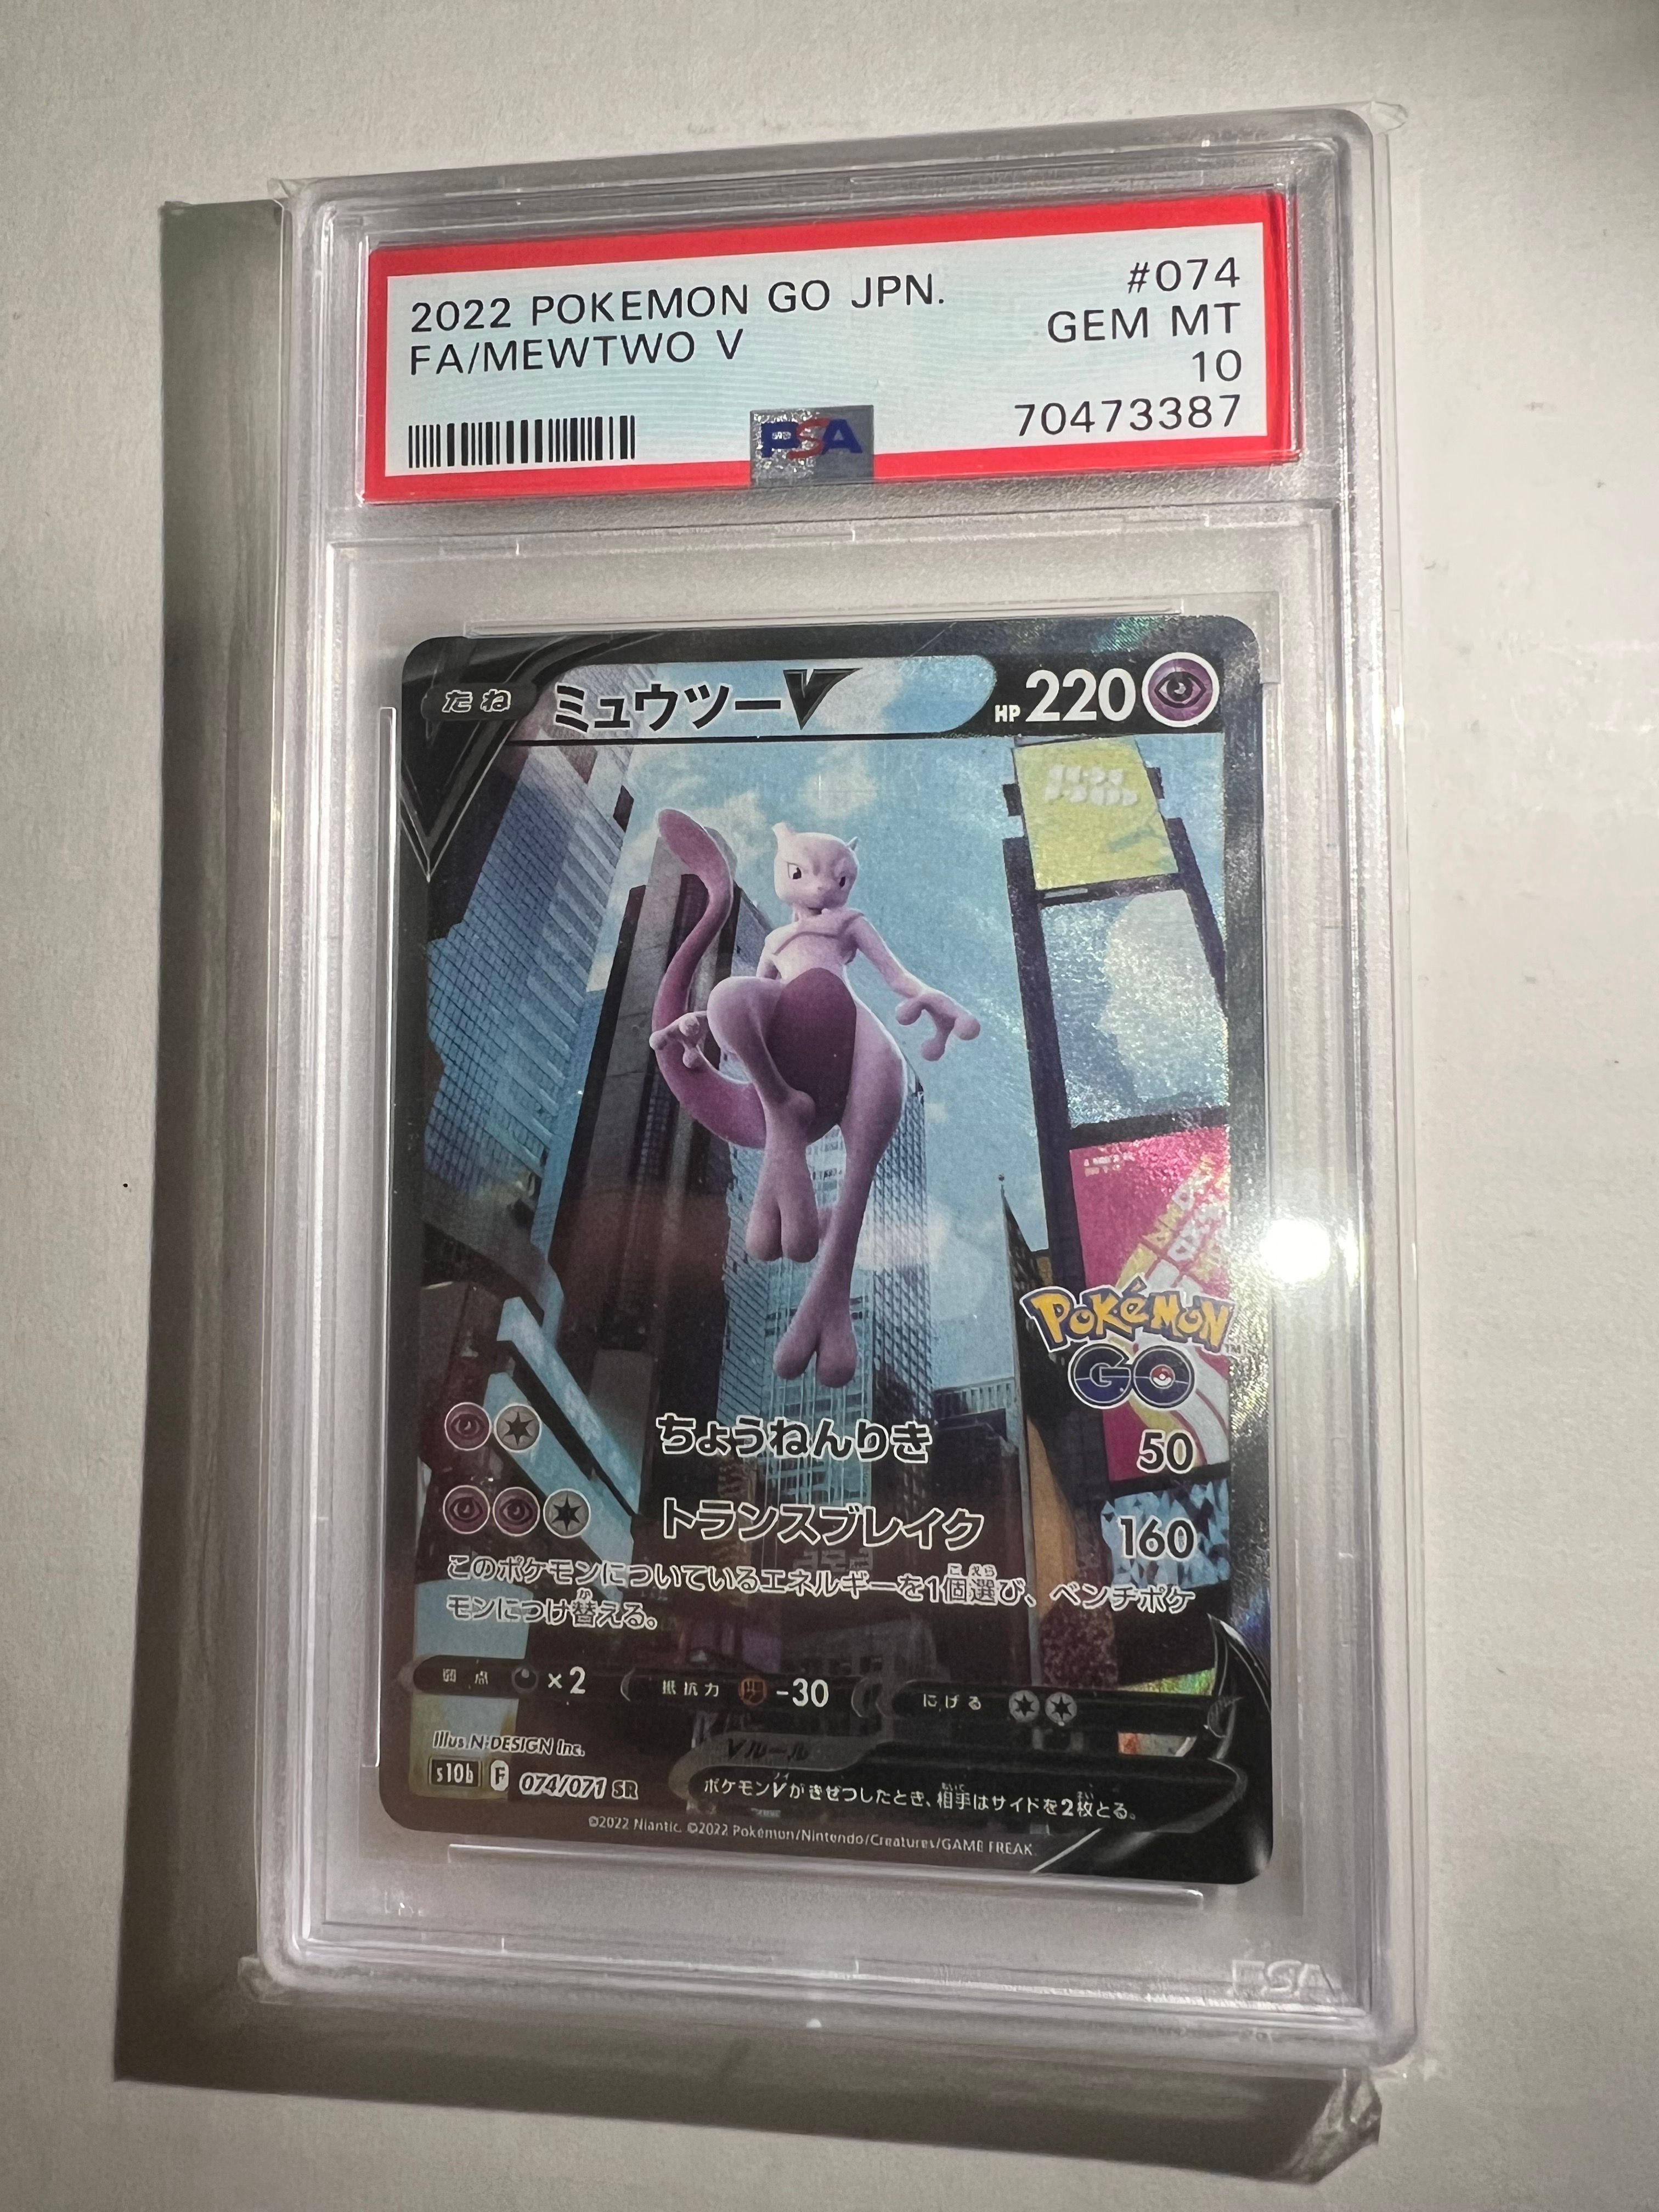 2022 POKEMON GO JPN. #074
FA/MEWTWO V GEM MT
10
PSA 70473387
たね ミュウツーV HP 220
POKéMON™
GO
ちょうねんりき 50
トランスブレイク 160
このポケモンについているエネルギーを1個選び、ベンチポケ
モンにつけ替える。
弱点 ×2 抵抗力 -30 にげる
Illus. N-DESIGN Inc.
Vルール
s10b F 074/071 SR ポケモンVがきぜつしたとき、相手はサイドを2枚とる。
©2022 Niantic. ©2022 Pokémon/Nintendo/Creatures/GAME FREAK
PSA